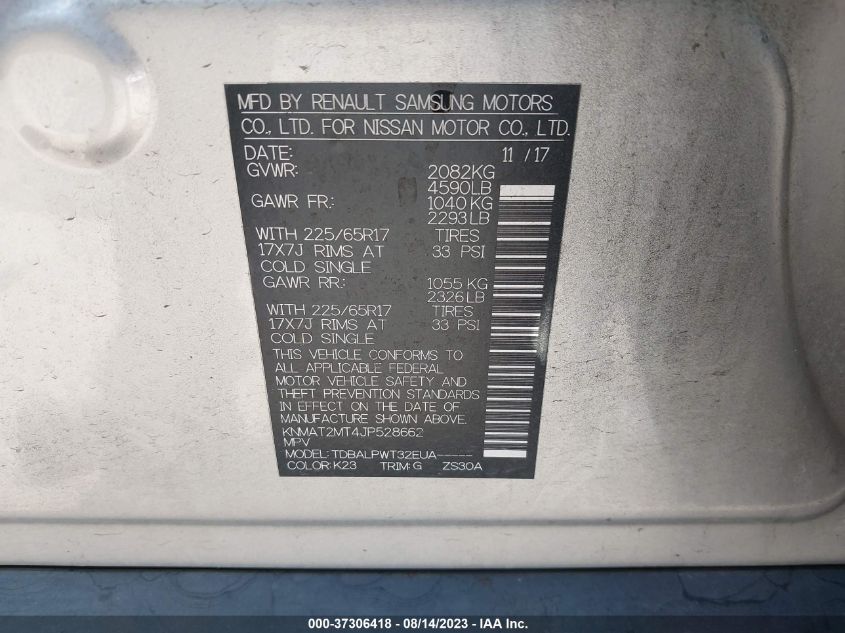 MFD BY RENAULT SAMSUNG MOTORS
CO., LTD. FOR NISSAN MOTOR CO., LTD.
DATE: 11 / 17
GVWR: 2082KG
4590LB
GAWR FR.: 1040 KG
2293 LB
WITH 225/65R17 TIRES
17X7J RIMS AT 33 PSI
COLD SINGLE
GAWR RR.: 1055 KG
2326 LB
WITH 225/65R17 TIRES
17X7J RIMS AT 33 PSI
COLD SINGLE
THIS VEHICLE CONFORMS TO
ALL APPLICABLE FEDERAL
MOTOR VEHICLE SAFETY AND
THEFT PREVENTION STANDARDS
IN EFFECT ON THE DATE OF
MANUFACTURE SHOWN ABOVE.
KNMAT2MT4JP528662
MPV
MODEL: TDBALPWT32EUA-----
COLOR: K23 TRIM: G ZS30A
000-37306418 - 08/14/2023 - IMPACT AUTO AUCTIONS, INC.